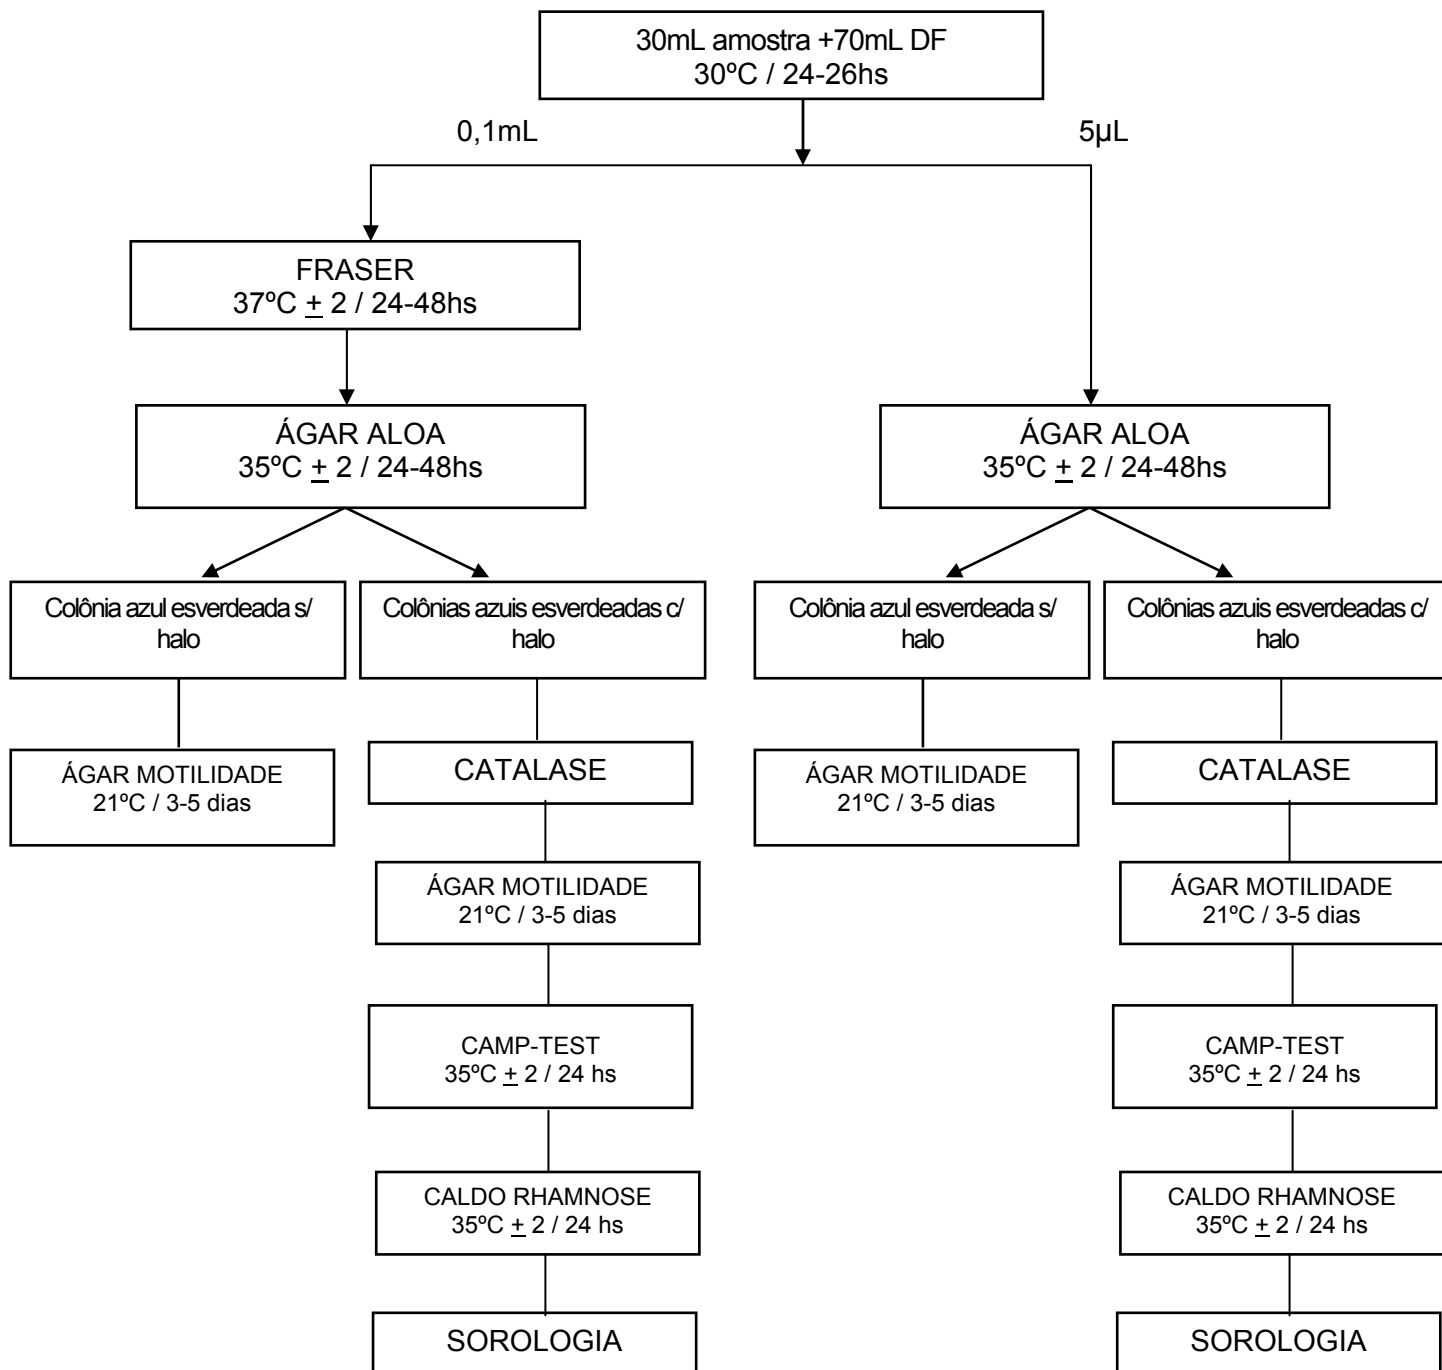 30mL amostra +70mL DF
30ºC / 24-26hs
0,1mL
5µL
FRASER
37ºC ± 2 / 24-48hs
ÁGAR ALOA
35ºC ± 2 / 24-48hs
ÁGAR ALOA
35ºC ± 2 / 24-48hs
Colônia azul esverdeada s/
halo
Colônias azuis esverdeadas c/
halo
Colônia azul esverdeada s/
halo
Colônias azuis esverdeadas c/
halo
ÁGAR MOTILIDADE
21ºC / 3-5 dias
CATALASE
ÁGAR MOTILIDADE
21ºC / 3-5 dias
CATALASE
ÁGAR MOTILIDADE
21ºC / 3-5 dias
ÁGAR MOTILIDADE
21ºC / 3-5 dias
CAMP-TEST
35ºC ± 2 / 24 hs
CAMP-TEST
35ºC ± 2 / 24 hs
CALDO RHAMNOSE
35ºC ± 2 / 24 hs
CALDO RHAMNOSE
35ºC ± 2 / 24 hs
SOROLOGIA
SOROLOGIA